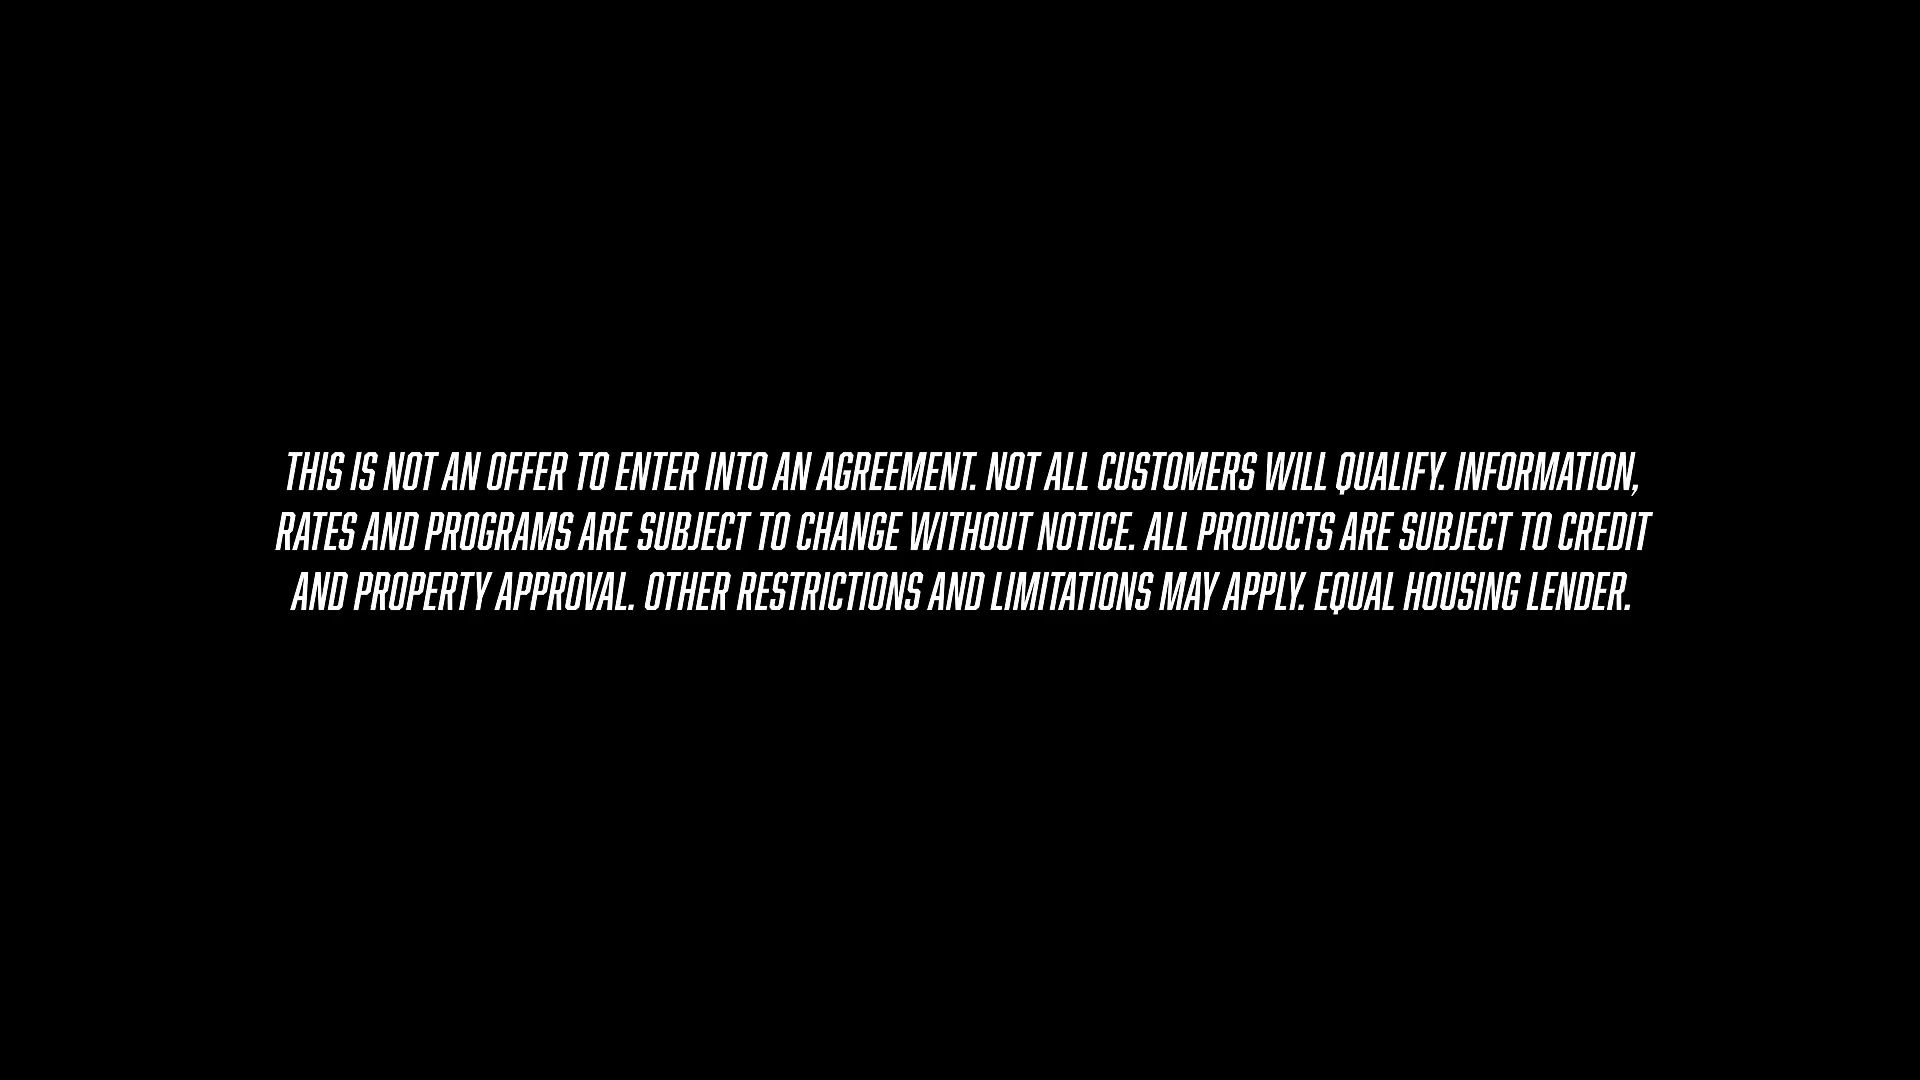 THIS IS NOT AN OFFER TO ENTER INTO AN AGREEMENT. NOT ALL CUSTOMERS WILL QUALIFY. INFORMATION,
RATES AND PROGRAMS ARE SUBJECT TO CHANGE WITHOUT NOTICE. ALL PRODUCTS ARE SUBJECT TO CREDIT
AND PROPERTY APPROVAL. OTHER RESTRICTIONS AND LIMITATIONS MAY APPLY. EQUAL HOUSING LENDER.